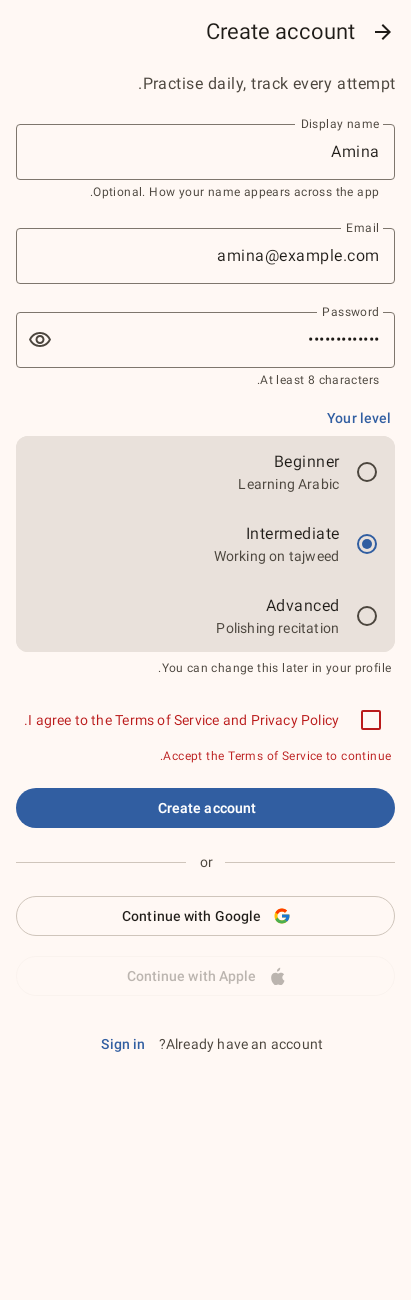 Create account
.Practise daily, track every attempt
Display name
Amina
.Optional. How your name appears across the app
Email
amina@example.com
Password
•••••••••••••
.At least 8 characters
Your level
Beginner
Learning Arabic
Intermediate
Working on tajweed
Advanced
Polishing recitation
.You can change this later in your profile
.I agree to the Terms of Service and Privacy Policy
.Accept the Terms of Service to continue
Create account
or
Continue with Google
Continue with Apple
Sign in ?Already have an account